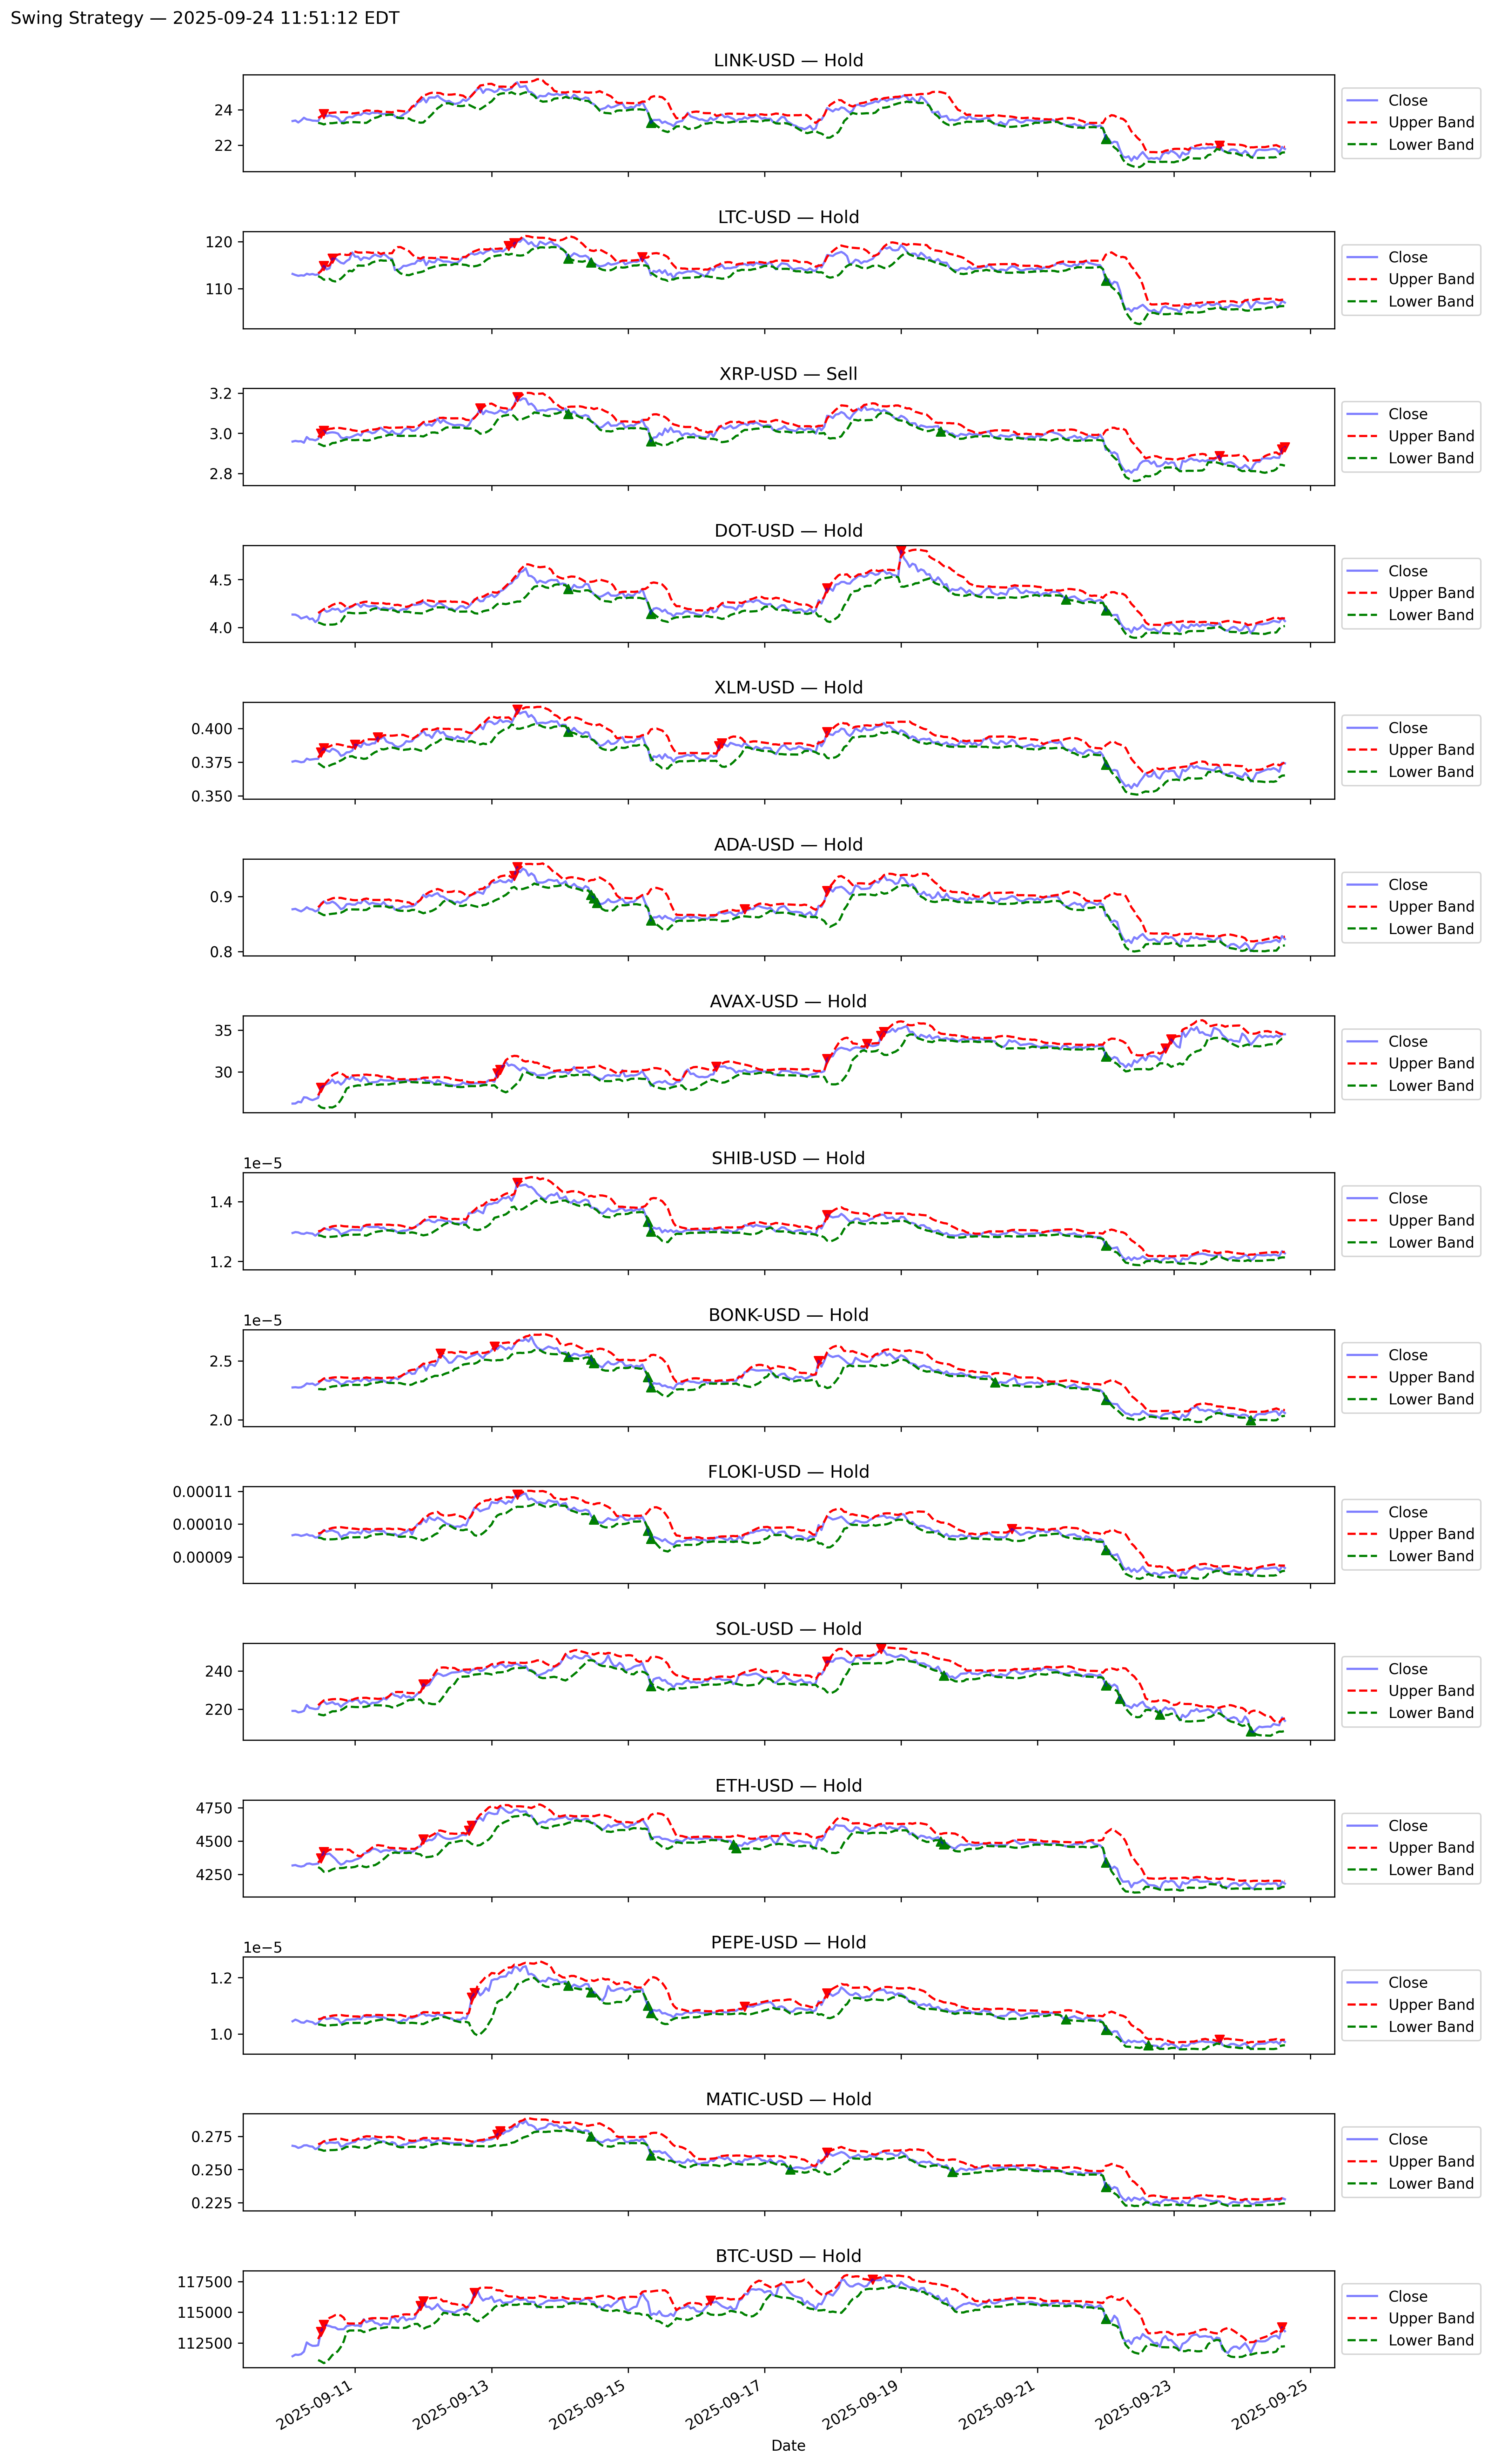 Swing Strategy — 2025-09-24 11:51:12 EDT
LINK-USD — Hold
24
22
Close
Upper Band
Lower Band
LTC-USD — Hold
120
110
Close
Upper Band
Lower Band
XRP-USD — Sell
3.2
3.0
2.8
Close
Upper Band
Lower Band
DOT-USD — Hold
4.5
4.0
Close
Upper Band
Lower Band
XLM-USD — Hold
0.400
0.375
0.350
Close
Upper Band
Lower Band
ADA-USD — Hold
0.9
0.8
Close
Upper Band
Lower Band
AVAX-USD — Hold
35
30
Close
Upper Band
Lower Band
SHIB-USD — Hold
1e−5
1.4
1.2
Close
Upper Band
Lower Band
BONK-USD — Hold
1e−5
2.5
2.0
Close
Upper Band
Lower Band
FLOKI-USD — Hold
0.00011
0.00010
0.00009
Close
Upper Band
Lower Band
SOL-USD — Hold
240
220
Close
Upper Band
Lower Band
ETH-USD — Hold
4750
4500
4250
Close
Upper Band
Lower Band
PEPE-USD — Hold
1e−5
1.2
1.0
Close
Upper Band
Lower Band
MATIC-USD — Hold
0.275
0.250
0.225
Close
Upper Band
Lower Band
BTC-USD — Hold
117500
115000
112500
Close
Upper Band
Lower Band
2025-09-11
2025-09-13
2025-09-15
2025-09-17
2025-09-19
2025-09-21
2025-09-23
2025-09-25
Date